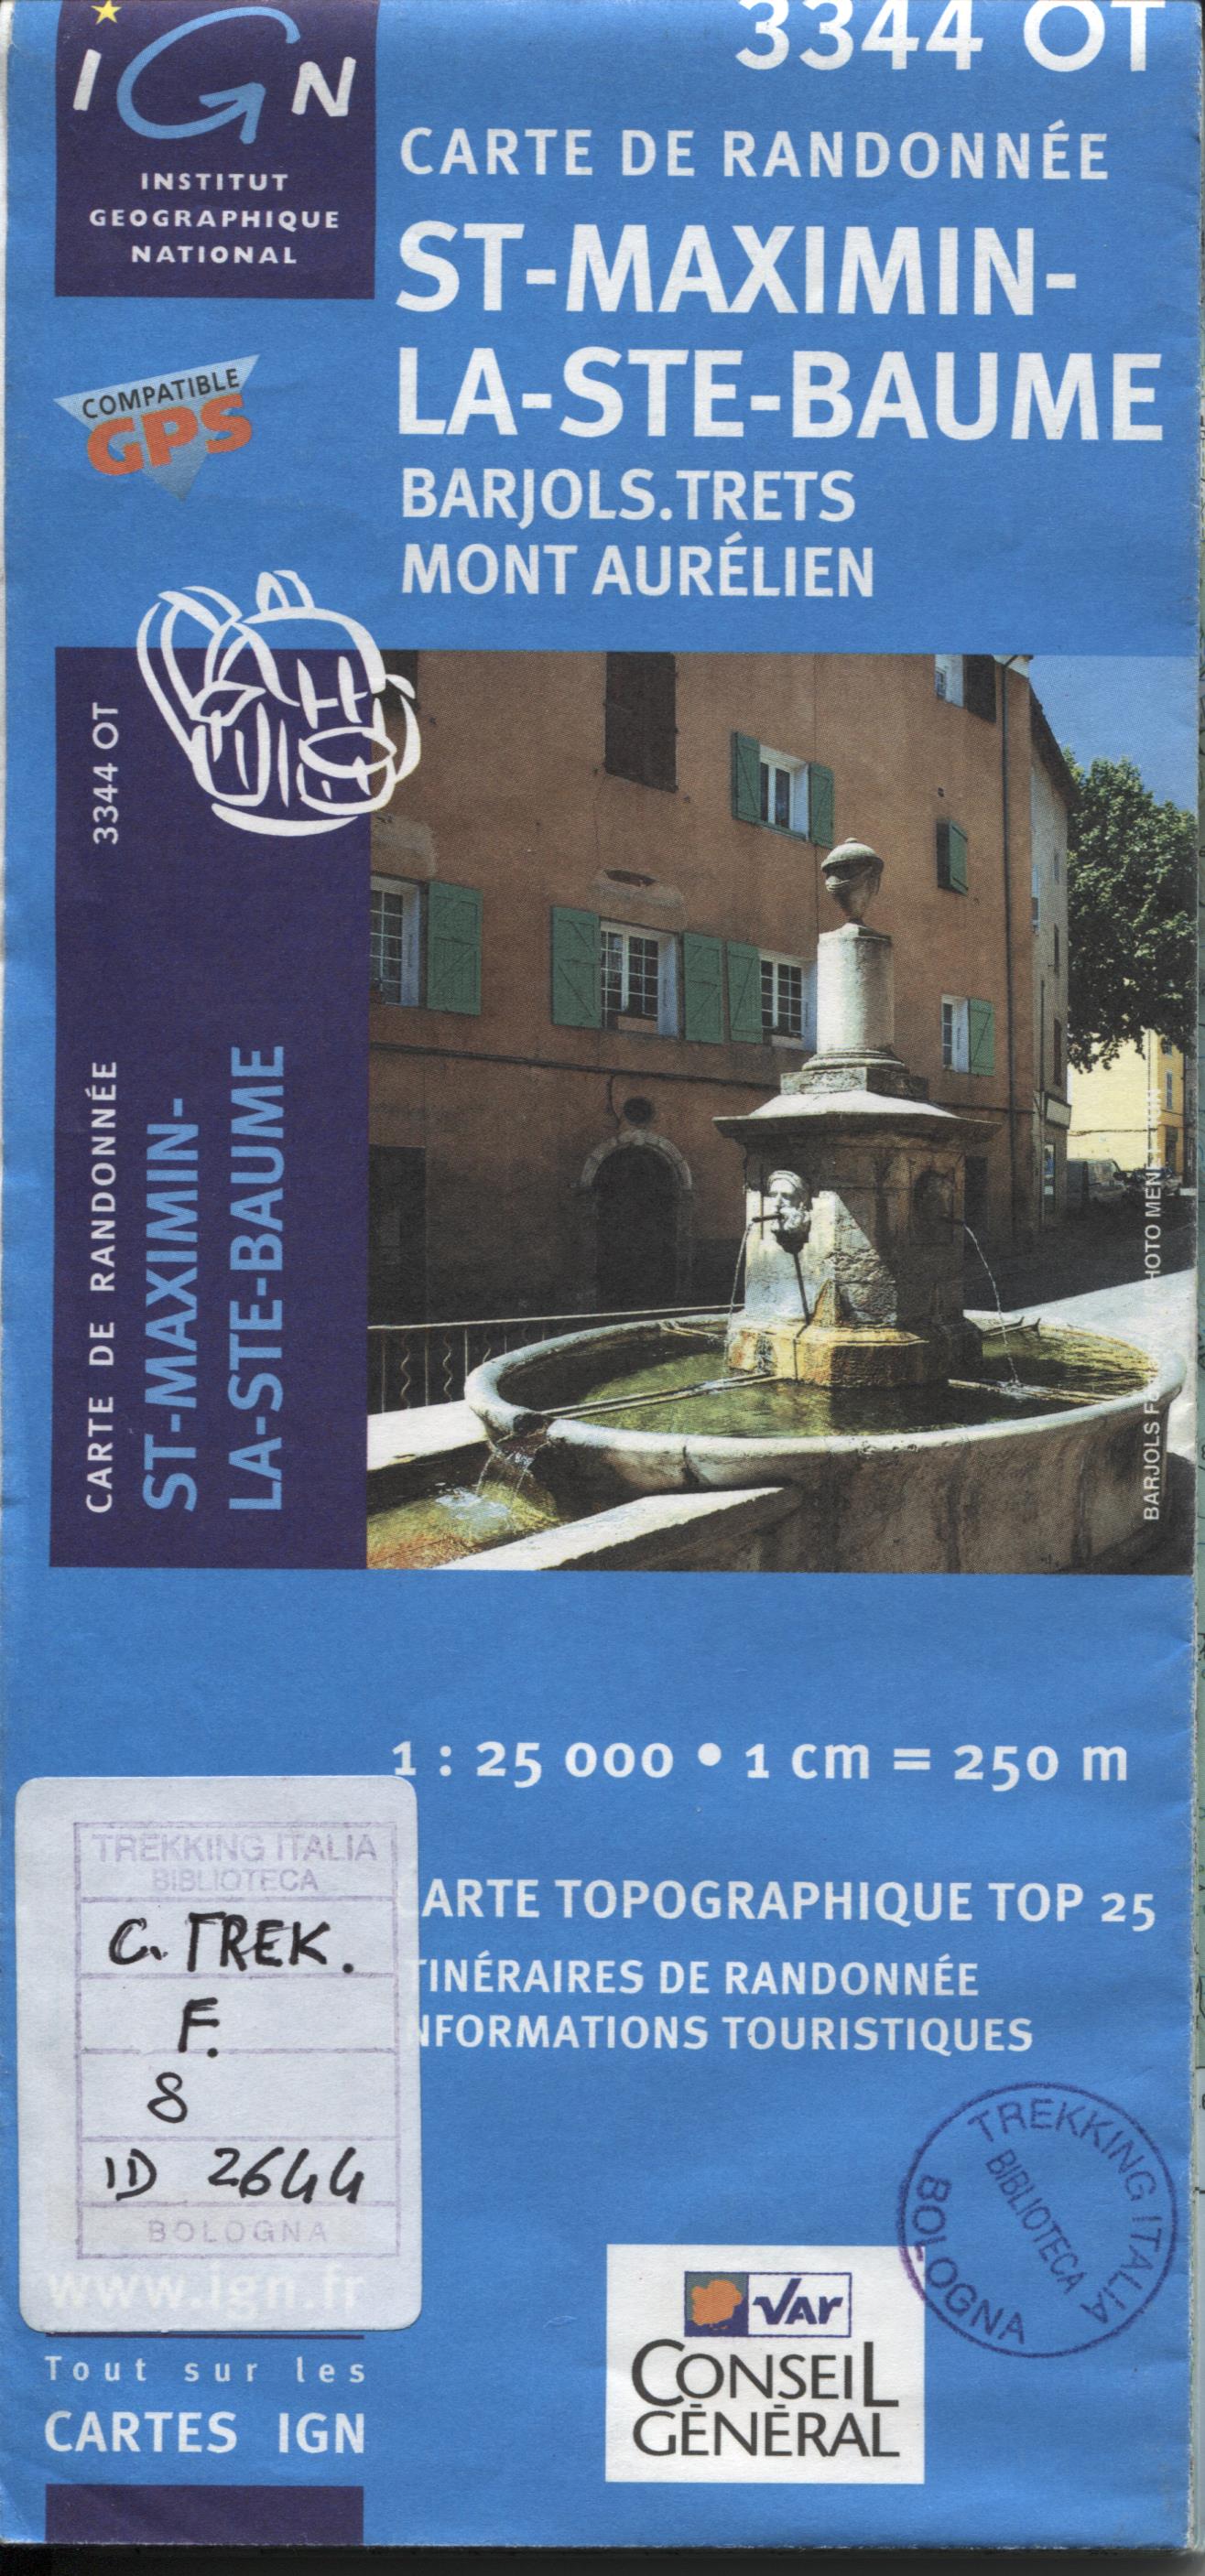 3344 OT
IGN
INSTITUT
GEOGRAPHIQUE
NATIONAL
CARTE DE RANDONNÉE
ST-MAXIMIN-
LA-STE-BAUME
COMPATIBLE
GPS
BARJOLS.TRETS
MONT AURÉLIEN
3344 OT
CARTE DE RANDONNÉE
ST-MAXIMIN-
LA-STE-BAUME
BARJOLS
1 : 25 000 • 1 cm = 250 m
TREKKING ITALIA
BIBLIOTECA
C. TREK.
F.
8
ID 2644
BOLOGNA
ARTE TOPOGRAPHIQUE TOP 25
TINÉRAIRES DE RANDONNÉE
NFORMATIONS TOURISTIQUES
www.ign.fr
Tout sur les
CARTES IGN
TREKKING ITALIA
BIBLIOTECA
BOLOGNA
VAr
CONSEIL
GÉNÉRAL